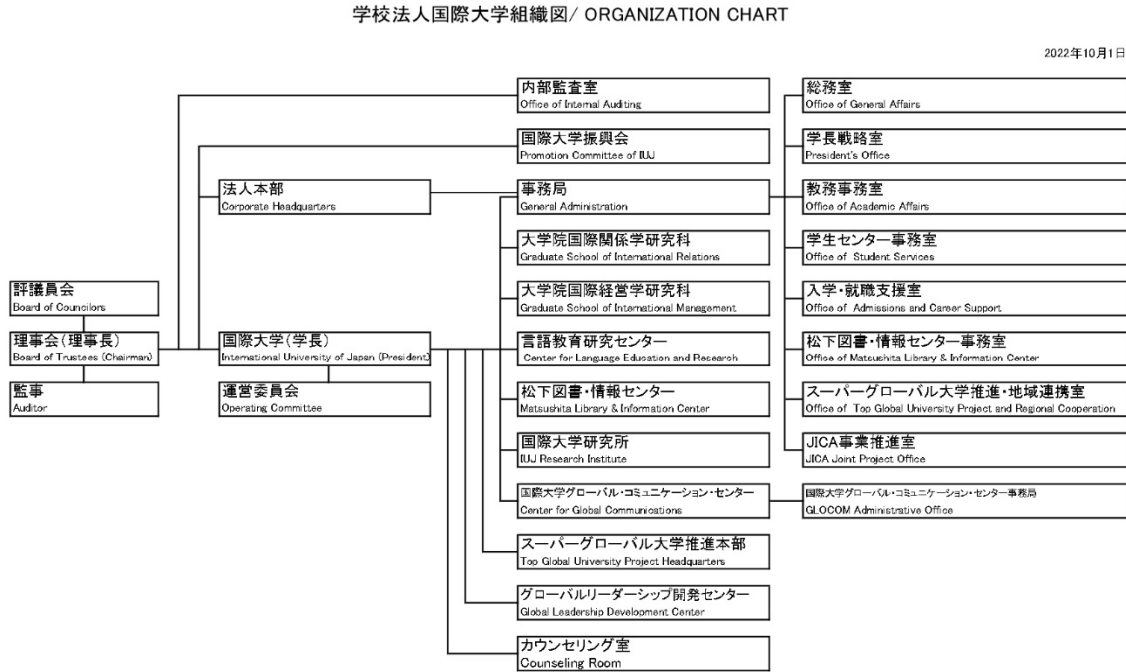 学校法人国際大学組織図/ ORGANIZATION CHART
2022年10月1日
内部監査室
Office of Internal Auditing
総務室
Office of General Affairs
国際大学振興会
Promotion Committee of IUJ
学長戦略室
President's Office
法人本部
Corporate Headquarters
事務局
General Administration
教務事務室
Office of Academic Affairs
大学院国際関係学研究科
Graduate School of International Relations
学生センター事務室
Office of Student Services
評議員会
Board of Councilors
大学院国際経営学研究科
Graduate School of International Management
入学・就職支援室
Office of Admissions and Career Support
理事会(理事長)
Board of Trustees (Chairman)
国際大学(学長)
International University of Japan (President)
言語教育研究センター
Center for Language Education and Research
松下図書・情報センター事務室
Office of Matsushita Library & Information Center
監事
Auditor
運営委員会
Operating Committee
松下図書・情報センター
Matsushita Library & Information Center
スーパーグローバル大学推進・地域連携室
Office of Top Global University Project and Regional Cooperation
国際大学研究所
IUJ Research Institute
JICA事業推進室
JICA Joint Project Office
国際大学グローバル・コミュニケーション・センター
Center for Global Communications
国際大学グローバル・コミュニケーション・センター事務局
GLOCOM Administrative Office
スーパーグローバル大学推進本部
Top Global University Project Headquarters
グローバルリーダーシップ開発センター
Global Leadership Development Center
カウンセリング室
Counseling Room